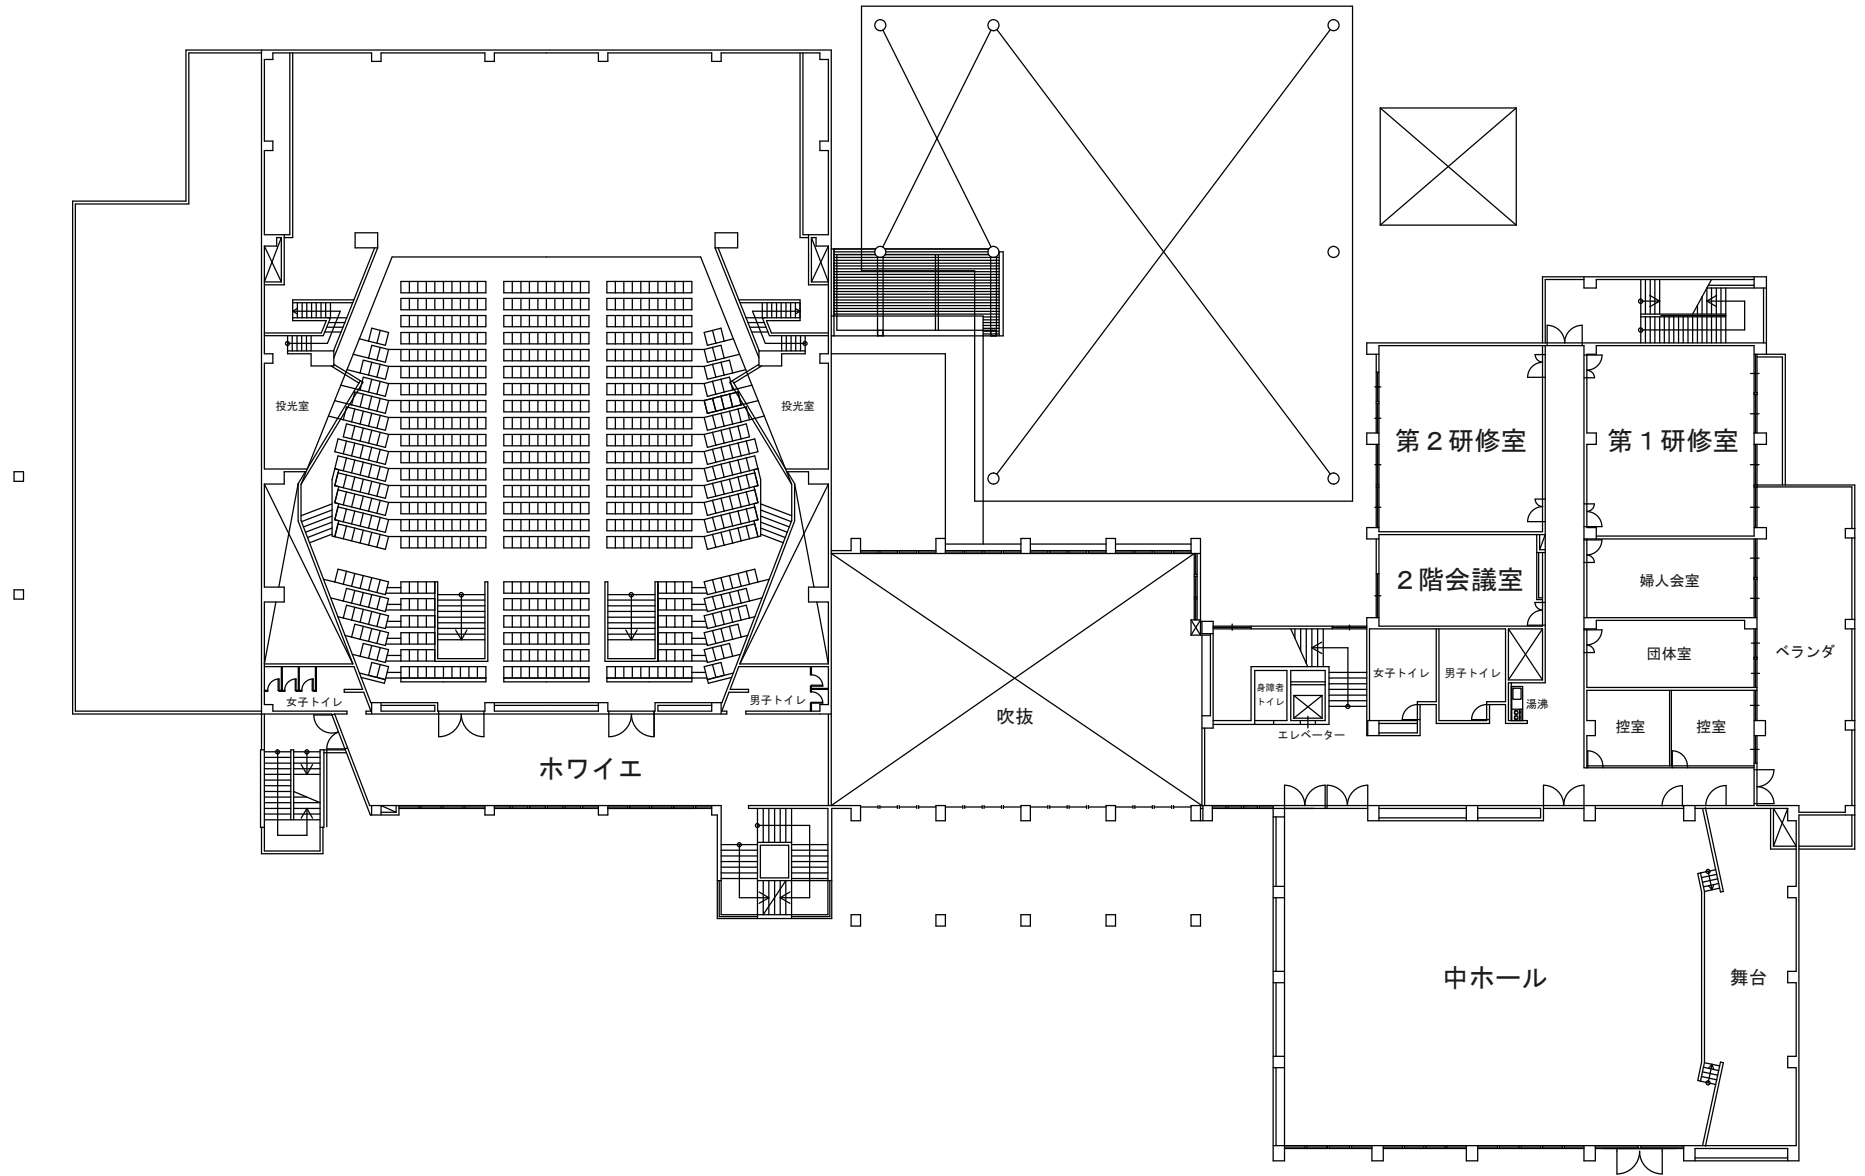 投光室
投光室
第２研修室
第１研修室
２階会議室
婦人会室
団体室
ベランダ
女子トイレ
男子トイレ
身障者
トイレ
女子トイレ
男子トイレ
湯沸
吹抜
エレベーター
控室
控室
ホワイエ
中ホール
舞台